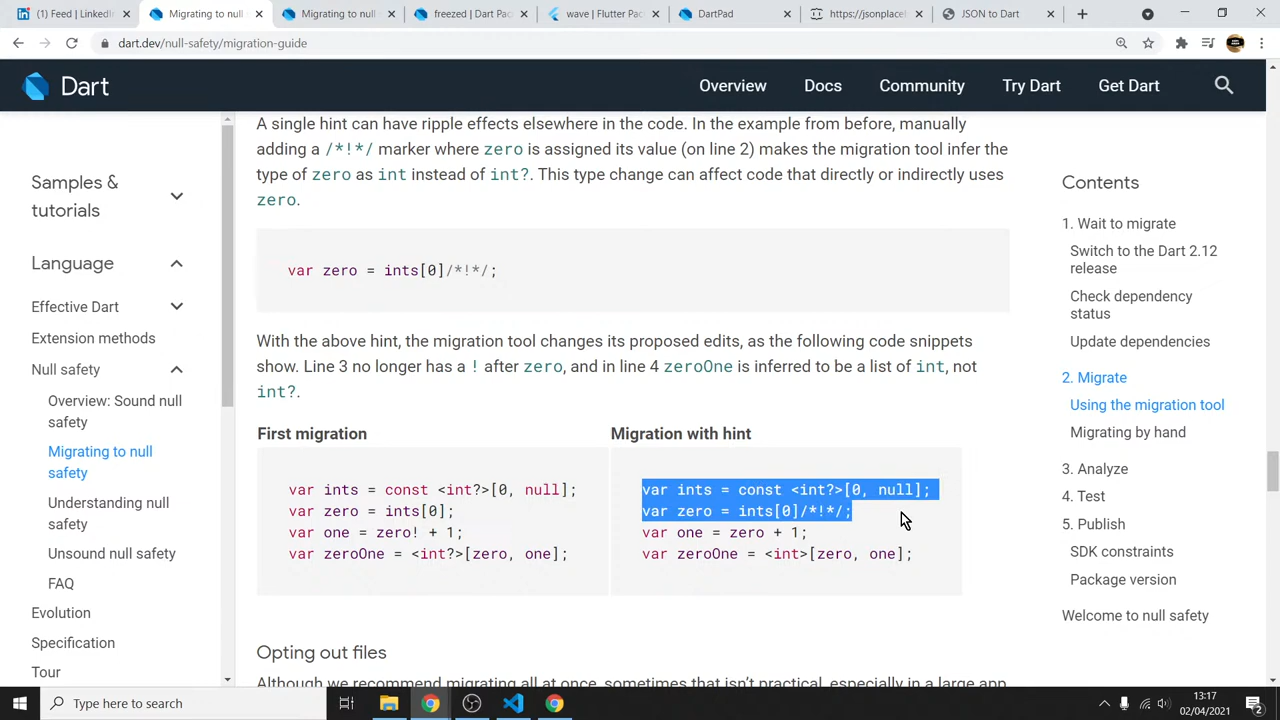 (1) Feed | LinkedIn
Migrating to null s
Migrating to null s
freezed | Dart Pac
wave | Flutter Pac
DartPad
https://jsonplacel
JSON to Dart
dart.dev/null-safety/migration-guide
Dart
Overview
Docs
Community
Try Dart
Get Dart
Samples &
tutorials
Language
Effective Dart
Extension methods
Null safety
Overview: Sound null
safety
Migrating to null
safety
Understanding null
safety
Unsound null safety
FAQ
Evolution
Specification
Tour
A single hint can have ripple effects elsewhere in the code. In the example from before, manually
adding a /*!*/ marker where zero is assigned its value (on line 2) makes the migration tool infer the
type of zero as int instead of int?. This type change can affect code that directly or indirectly uses
zero.
var zero = ints[0]/*!*/;
With the above hint, the migration tool changes its proposed edits, as the following code snippets
show. Line 3 no longer has a ! after zero, and in line 4 zeroOne is inferred to be a list of int, not
int?.
First migration
var ints = const <int?>[0, null];
var zero = ints[0];
var one = zero! + 1;
var zeroOne = <int?>[zero, one];
Migration with hint
var ints = const <int?>[0, null];
var zero = ints[0]/*!*/;
var one = zero + 1;
var zeroOne = <int>[zero, one];
Opting out files
Although we recommend migrating all at once, sometimes that isn't practical, especially in a large app
Contents
1. Wait to migrate
Switch to the Dart 2.12
release
Check dependency
status
Update dependencies
2. Migrate
Using the migration tool
Migrating by hand
3. Analyze
4. Test
5. Publish
SDK constraints
Package version
Welcome to null safety
Type here to search
13:17
02/04/2021
2